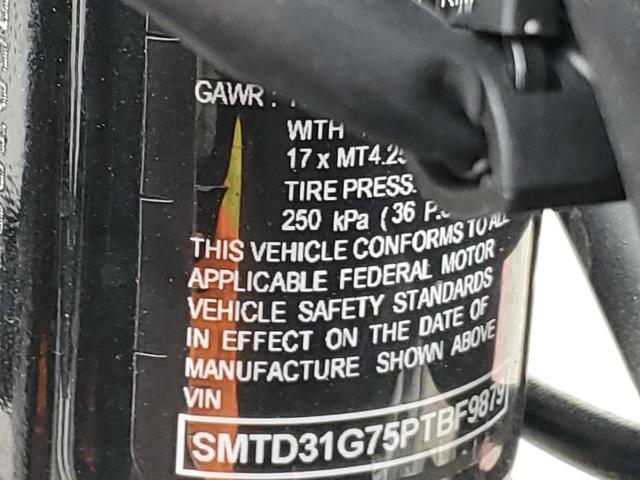 GAWR:
WITH
17 x MT4.25
TIRE PRESS.
250 kPa (36 P.S
THIS VEHICLE CONFORMS TO ALL
APPLICABLE FEDERAL MOTOR
VEHICLE SAFETY STANDARDS
IN EFFECT ON THE DATE OF
MANUFACTURE SHOWN ABOVE
VIN
SMTD31G75PTBF9879